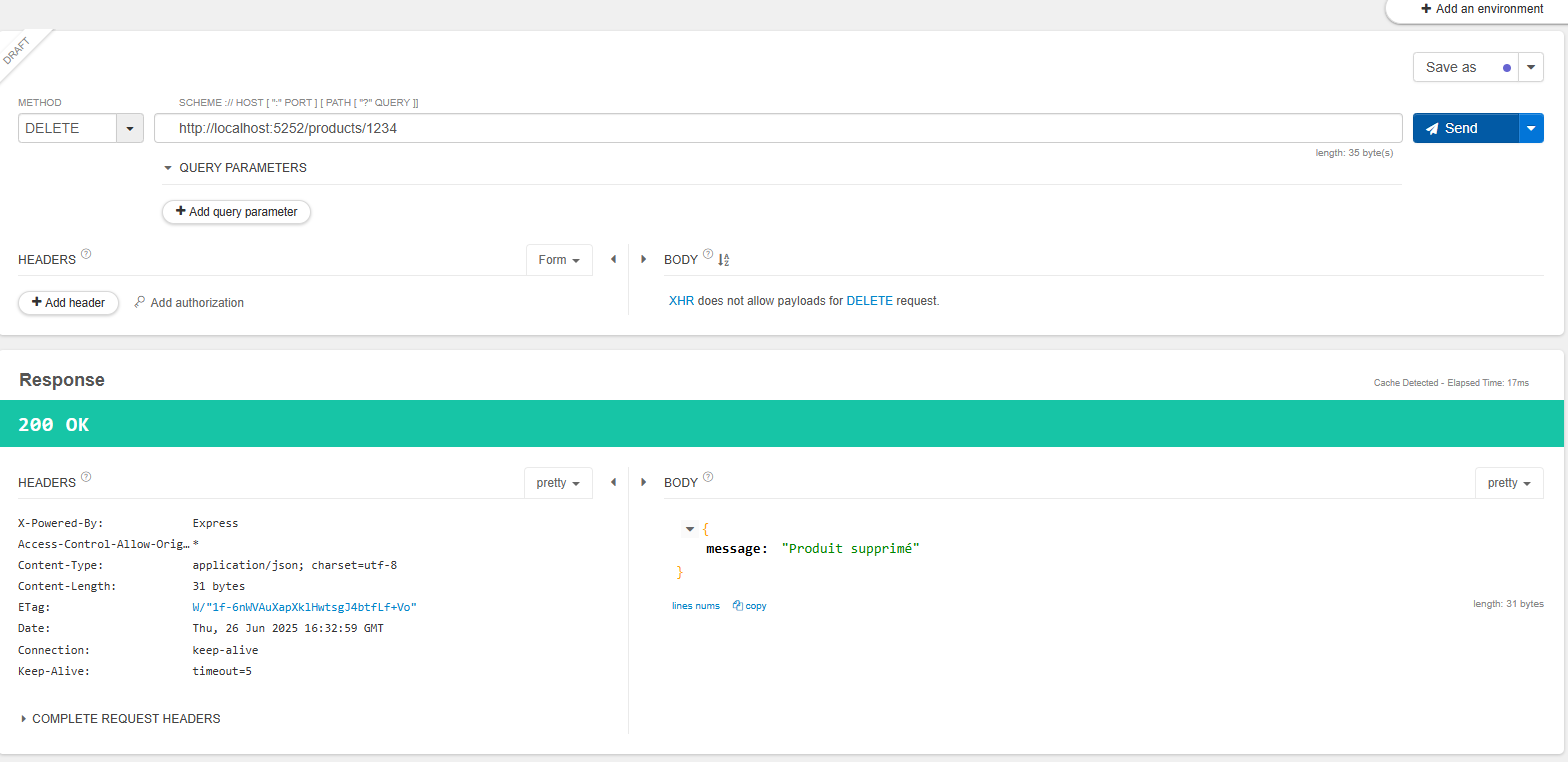 Add an environment
DRAFT
Save as
METHOD
SCHEME :// HOST [ ":" PORT ] [ PATH [ "?" QUERY ]]
DELETE
http://localhost:5252/products/1234
Send
length: 35 byte(s)
QUERY PARAMETERS
Add query parameter
HEADERS ?
Form
BODY ?
Add header
Add authorization
XHR does not allow payloads for DELETE request.
Response
Cache Detected - Elapsed Time: 17ms
200 OK
HEADERS ?
pretty
BODY ?
pretty
X-Powered-By: Express
Access-Control-Allow-Orig… *
Content-Type: application/json; charset=utf-8
Content-Length: 31 bytes
ETag: W/"1f-6nWVAuXapXklHwtsgJ4btfLf+Vo"
Date: Thu, 26 Jun 2025 16:32:59 GMT
Connection: keep-alive
Keep-Alive: timeout=5
{
message: "Produit supprimé"
}
lines nums
copy
length: 31 bytes
COMPLETE REQUEST HEADERS